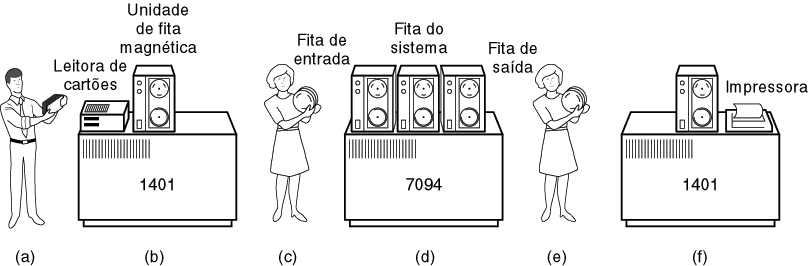 Unidade
de fita
magnética
Leitora de
cartões
Fita de
entrada
Fita do
sistema
Fita de
saída
Impressora
1401
7094
1401
(a)
(b)
(c)
(d)
(e)
(f)